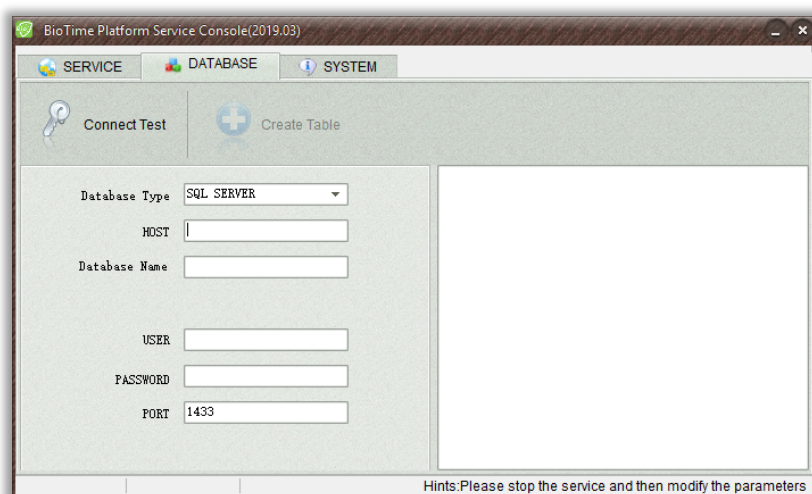 BioTime Platform Service Console(2019.03)
SERVICE DATABASE SYSTEM
Connect Test Create Table
Database Type SQL SERVER
HOST
Database Name
USER
PASSWORD
PORT 1433
Hints:Please stop the service and then modify the parameters